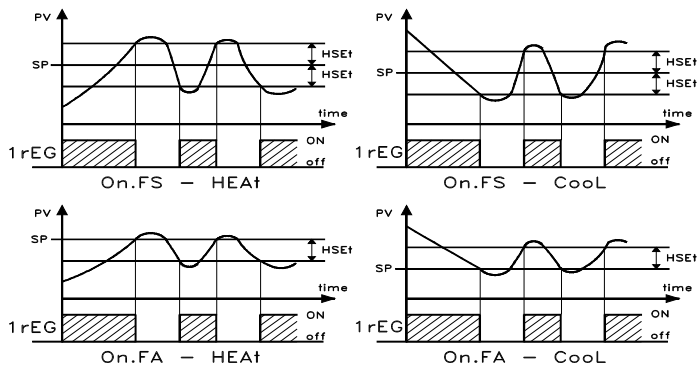 PV
HSEt
SP
HSEt
time
ON
1rEG
off
On.FS - HEAt
PV
HSEt
SP
HSEt
time
ON
1rEG
off
On.FS - CooL
PV
SP
HSEt
time
ON
1rEG
off
On.FA - HEAt
PV
HSEt
SP
time
ON
1rEG
off
On.FA - CooL